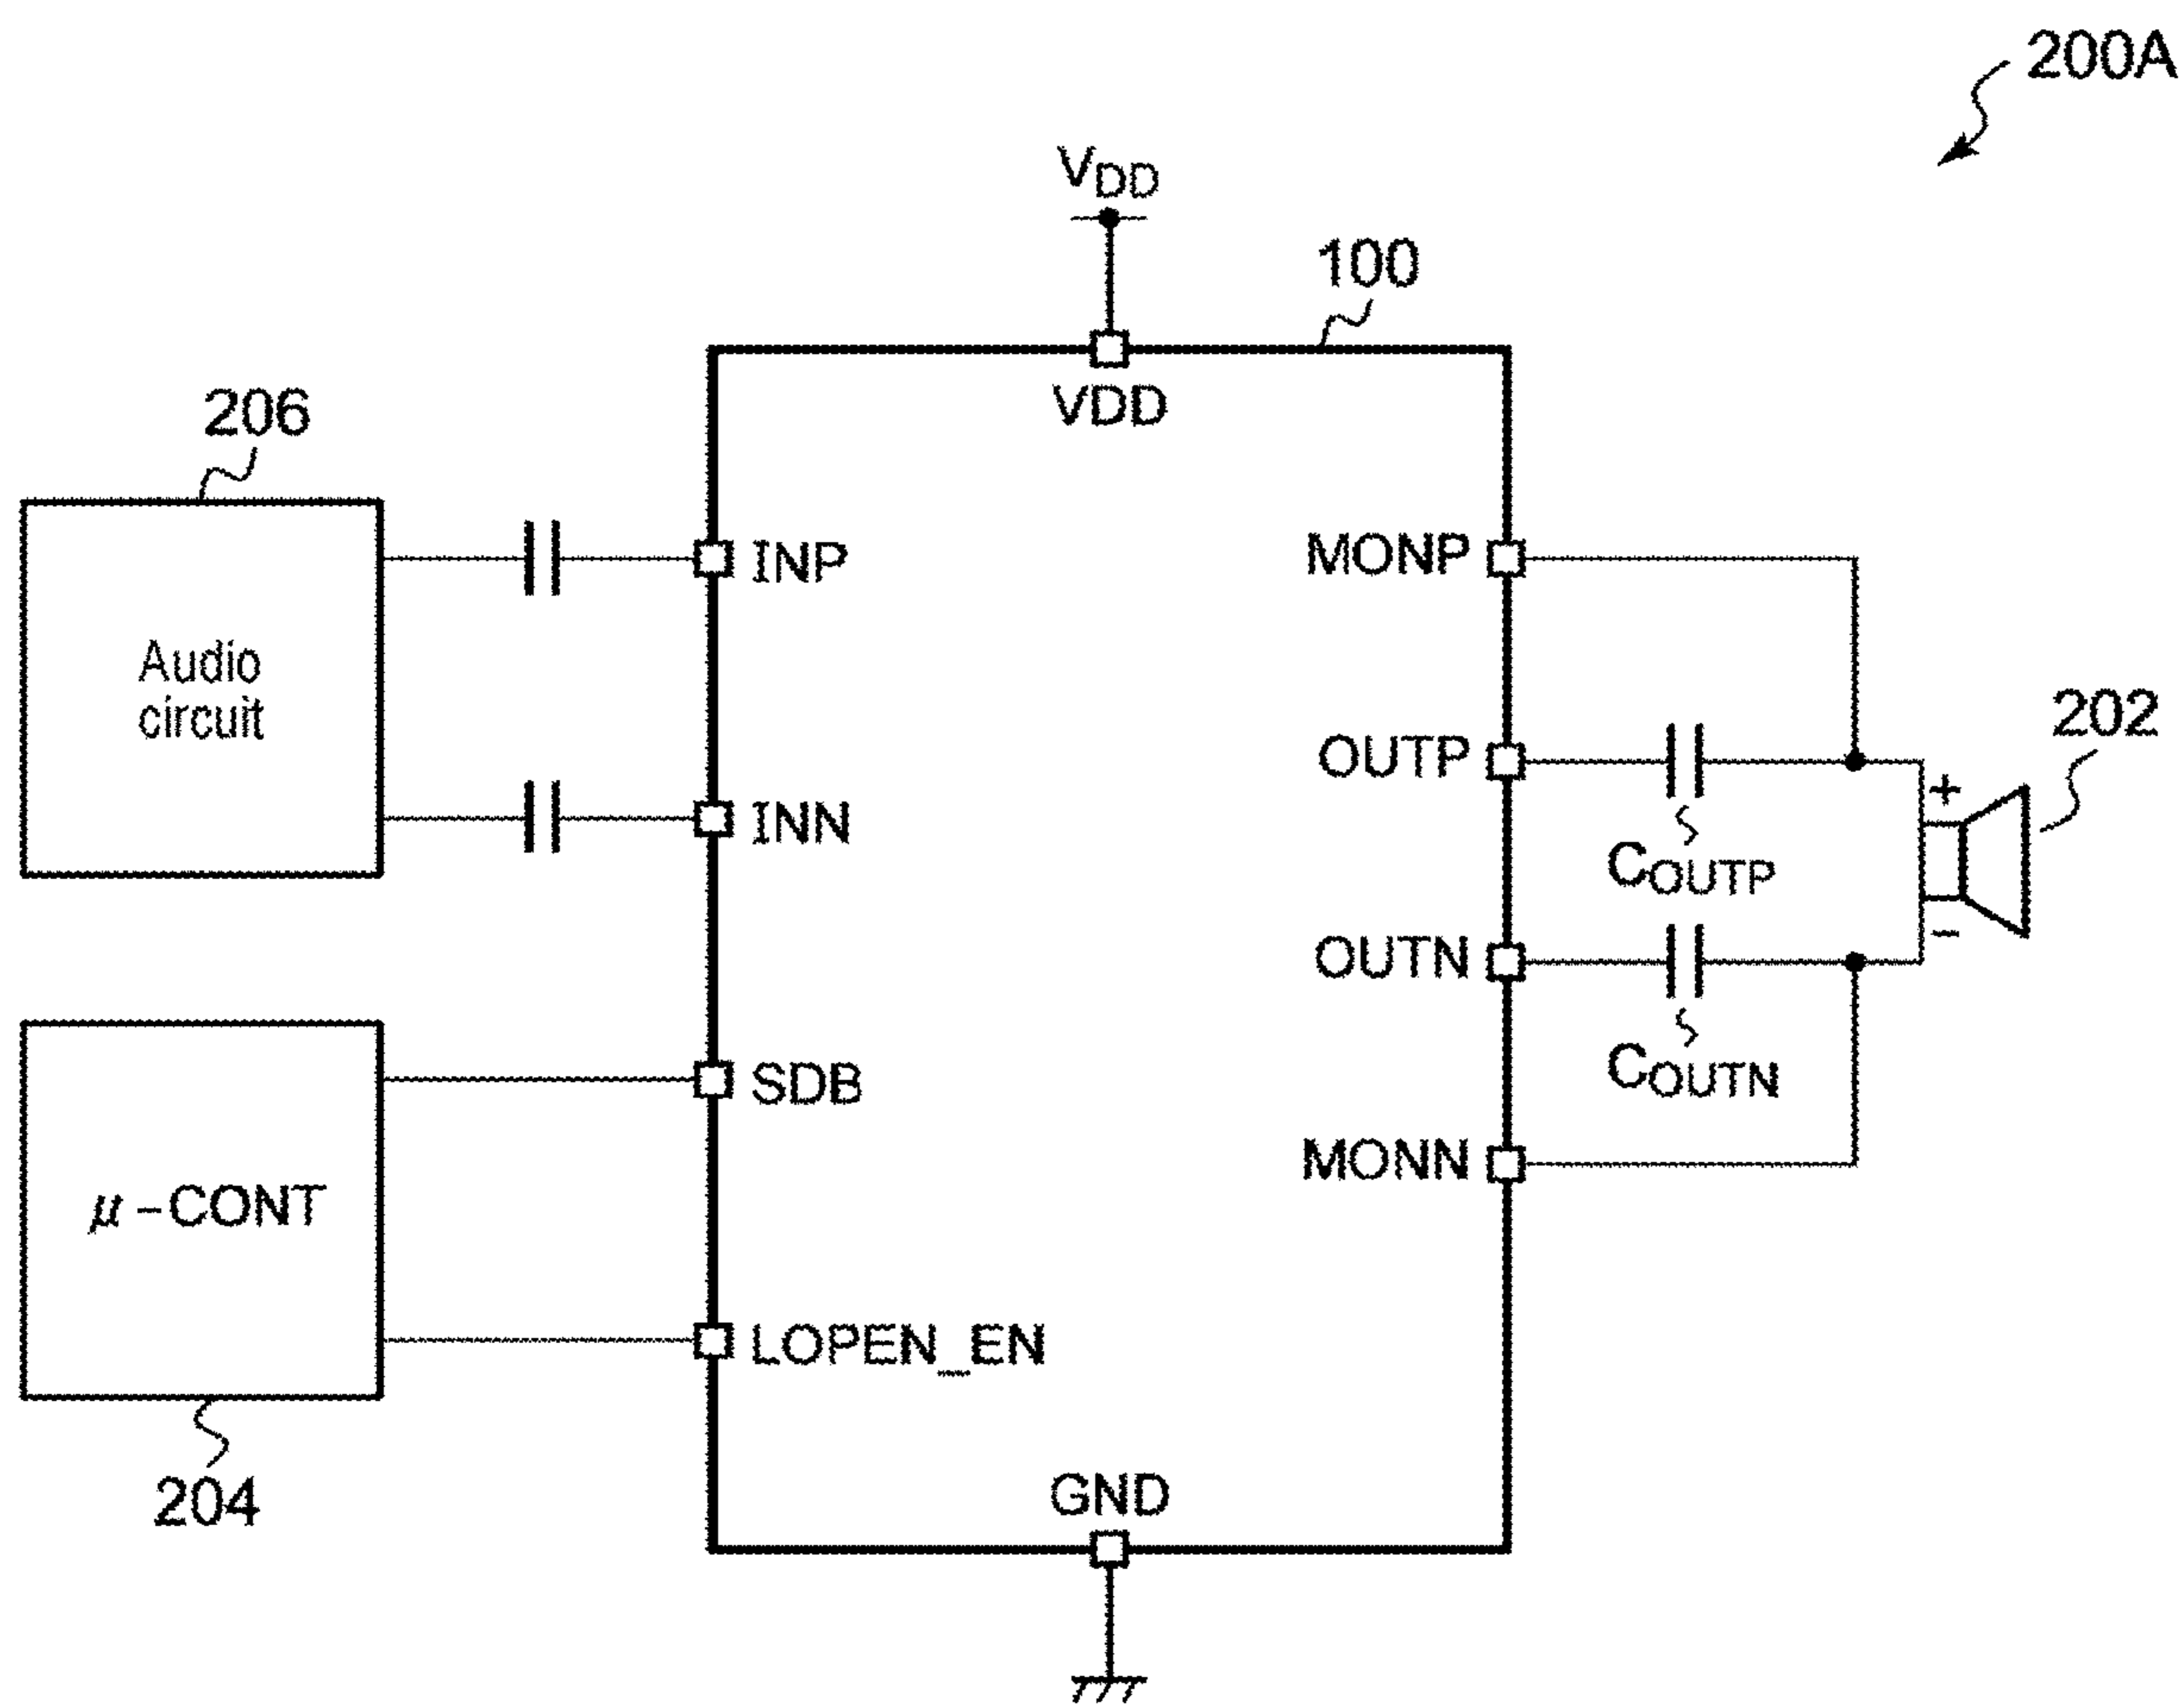 200A
VDD
100
VDD
206
INP
MONP
Audio
circuit
OUTP
202
+
COUTP
INN
OUTN
−
COUTN
SDB
MONN
μ-CONT
LOPEN_EN
204
GND